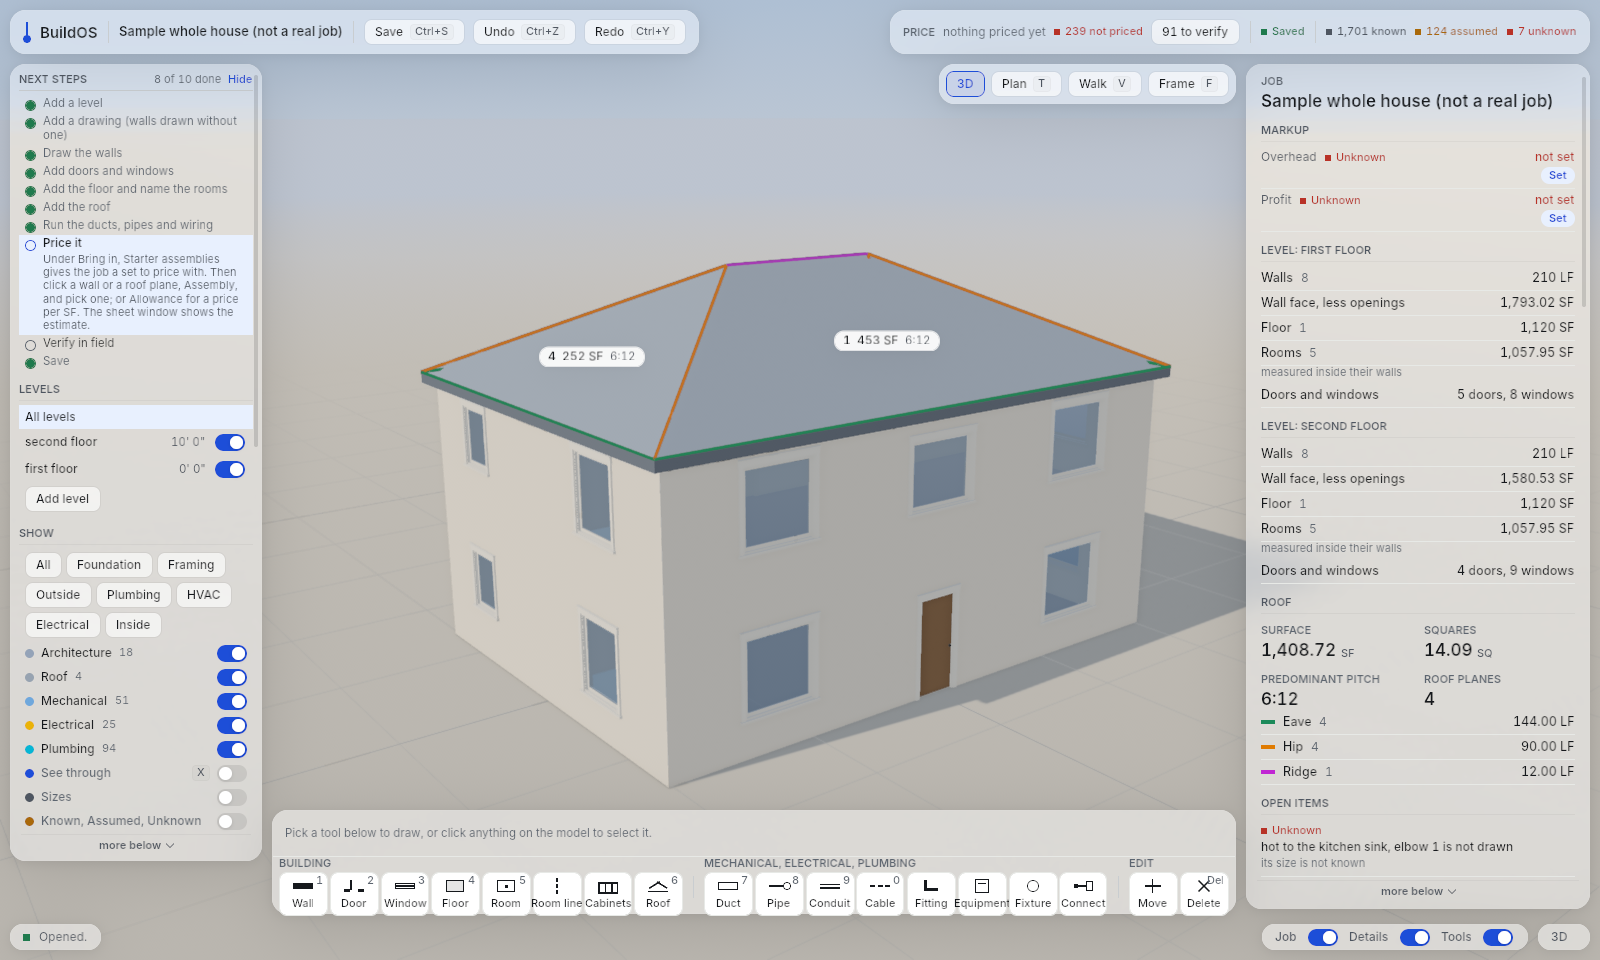 BuildOS
Sample whole house (not a real job)
Save Ctrl+S
Undo Ctrl+Z
Redo Ctrl+Y
PRICE nothing priced yet 239 not priced
91 to verify
Saved
1,701 known 124 assumed 7 unknown
NEXT STEPS 8 of 10 done Hide
Add a level
Add a drawing (walls drawn without
one)
Draw the walls
Add doors and windows
Add the floor and name the rooms
Add the roof
Run the ducts, pipes and wiring
Price it
Under Bring in, Starter assemblies
gives the job a set to price with. Then
click a wall or a roof plane, Assembly,
and pick one; or Allowance for a price
per SF. The sheet window shows the
estimate.
Verify in field
Save
LEVELS
All levels
second floor 10' 0"
first floor 0' 0"
Add level
SHOW
All Foundation Framing
Outside Plumbing HVAC
Electrical Inside
Architecture 18
Roof 4
Mechanical 51
Electrical 25
Plumbing 94
See through X
Sizes
Known, Assumed, Unknown
more below
3D
Plan T
Walk V
Frame F
4 252 SF 6:12
1 453 SF 6:12
Pick a tool below to draw, or click anything on the model to select it.
BUILDING
Wall 1
Door 2
Window 3
Floor 4
Room 5
Room line
Cabinets
Roof 6
MECHANICAL, ELECTRICAL, PLUMBING
Duct 7
Pipe 8
Conduit 9
Cable 0
Fitting
Equipment
Fixture
Connect
EDIT
Move
Delete Del
JOB
Sample whole house (not a real job)
MARKUP
Overhead Unknown not set
Set
Profit Unknown not set
Set
LEVEL: FIRST FLOOR
Walls 8 210 LF
Wall face, less openings 1,793.02 SF
Floor 1 1,120 SF
Rooms 5 1,057.95 SF
measured inside their walls
Doors and windows 5 doors, 8 windows
LEVEL: SECOND FLOOR
Walls 8 210 LF
Wall face, less openings 1,580.53 SF
Floor 1 1,120 SF
Rooms 5 1,057.95 SF
measured inside their walls
Doors and windows 4 doors, 9 windows
ROOF
SURFACE SQUARES
1,408.72 SF 14.09 SQ
PREDOMINANT PITCH ROOF PLANES
6:12 4
Eave 4 144.00 LF
Hip 4 90.00 LF
Ridge 1 12.00 LF
OPEN ITEMS
Unknown
hot to the kitchen sink, elbow 1 is not drawn
its size is not known
more below
Opened.
Job Details Tools 3D